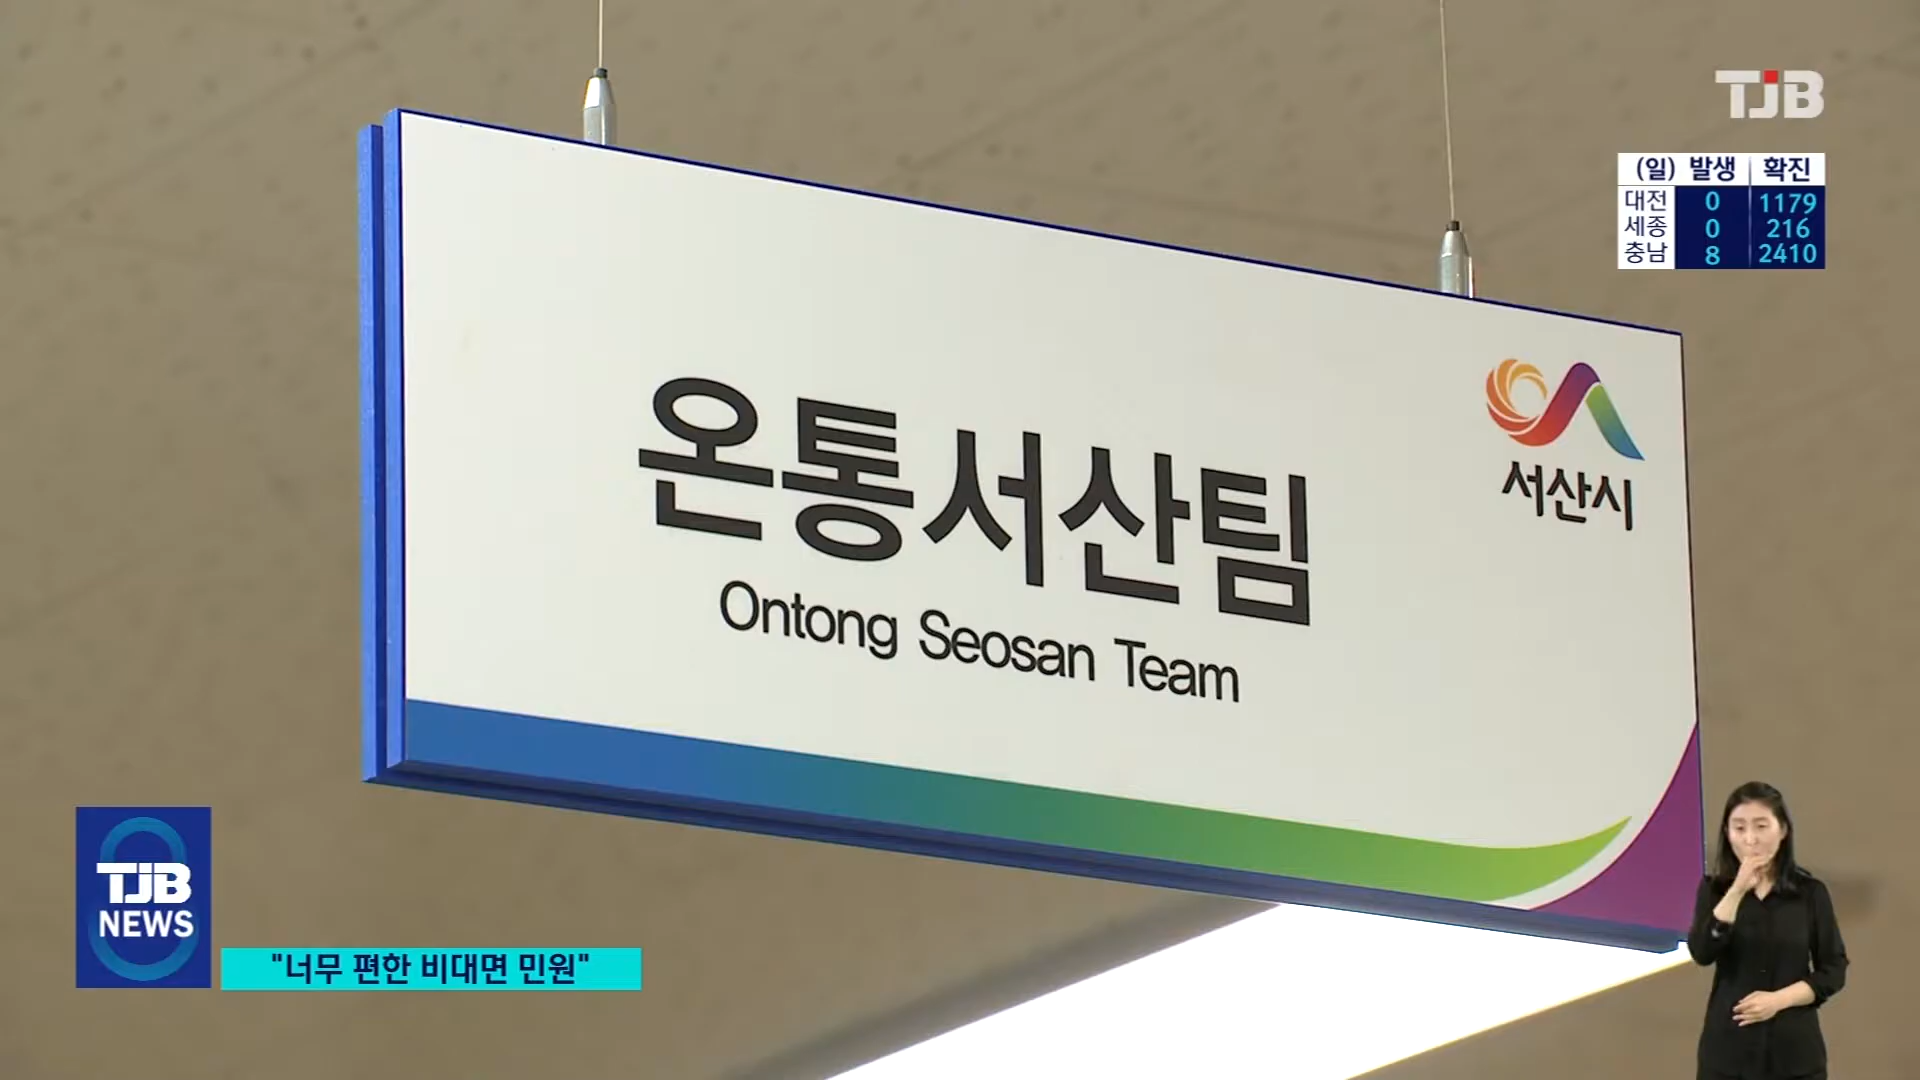 TJB
(일) 발생 확진
대전 0 1179
세종 0 216
충남 8 2410
서산시
온통서산팀
Ontong Seosan Team
TJB
NEWS
"너무 편한 비대면 민원"